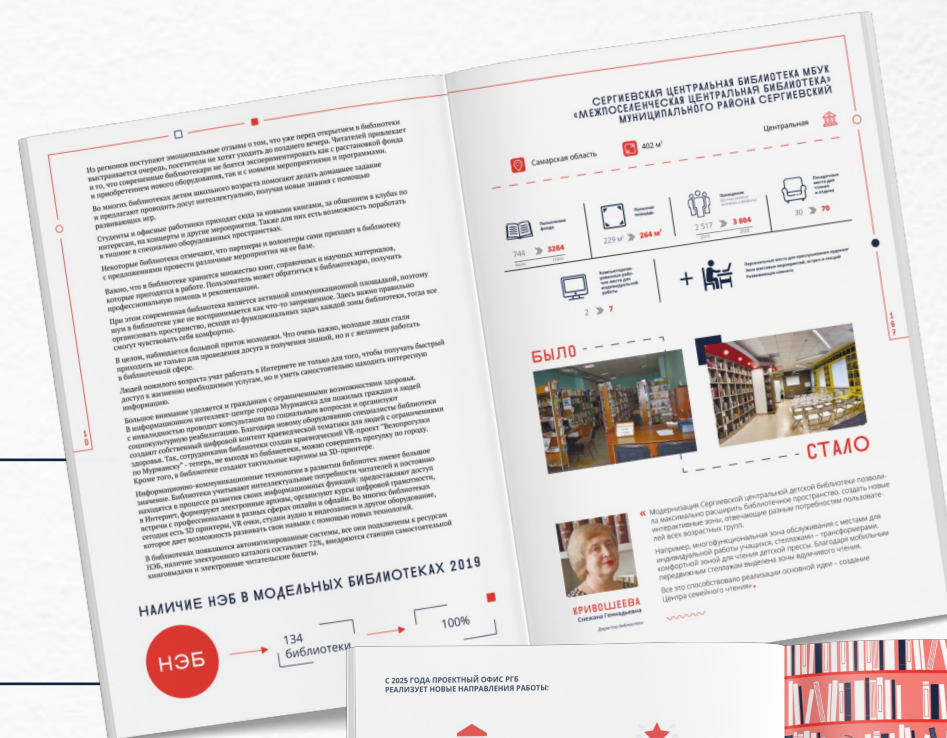 Из регионов поступают эмоциональные отзывы о том, что уже перед открытием в библиотеки
выстраивается очередь, посетители не хотят уходить до позднего вечера. Читателей привлекает
и то, что современные библиотекари не боятся экспериментировать как с расстановкой фонда
и приобретением нового оборудования, так и с новыми мероприятиями и программами.
Во многих библиотеках детям школьного возраста помогают делать домашнее задание
и предлагают проводить досуг интеллектуально, получая новые знания с помощью
развивающих игр.
Студенты и офисные работники приходят сюда за новыми книгами, за общением в клубах по
интересам, на концерты и другие мероприятия. Также для них есть возможность поработать
в тишине в специально оборудованных пространствах.
Некоторые библиотеки отмечают, что партнеры и волонтеры сами приходят в библиотеку
с предложениями провести различные мероприятия на ее базе.
Важно, что в библиотеке хранится множество книг, справочных и научных материалов,
которые пригодятся в работе. Пользователь может обратиться к библиотекарю, получить
профессиональную помощь и рекомендации.
При этом современная библиотека является активной коммуникационной площадкой, поэтому
шум в библиотеке уже не воспринимается как что-то запрещенное. Здесь важно правильно
организовать пространство, исходя из функциональных задач каждой зоны библиотеки, тогда все
смогут чувствовать себя комфортно.
В целом, наблюдается большой приток молодежи. Что очень важно, молодые люди стали
приходить не только для проведения досуга и получения знаний, но и с желанием работать
в библиотечной сфере.
Людей пожилого возраста учат работать в Интернете не только для того, чтобы получать быстрый
доступ к жизненно необходимым услугам, но и уметь самостоятельно находить интересную
информацию.
Большое внимание уделяется и гражданам с ограниченными возможностями здоровья.
В информационном интеллект-центре города Мурманска для пожилых граждан и людей
с инвалидностью проводят консультации по социальным вопросам и организуют
социокультурную реабилитацию. Благодаря новому оборудованию специалисты библиотеки
создают собственный цифровой контент краеведческой тематики для людей с ограничениями
здоровья. Так, сотрудниками библиотеки создан краеведческий VR-проект "Велопрогулки
по Мурманску" - теперь, не выходя из библиотеки, можно совершить прогулку по городу.
Кроме того, в библиотеке создают тактильные картины на 3D-принтере.
Информационно-коммуникационные технологии в развитии библиотек имеют большое
значение. Библиотеки учитывают интеллектуальные потребности читателей и постоянно
находятся в процессе развития своих информационных функций: предоставляют доступ
в Интернет, формируют электронные архивы, организуют курсы цифровой грамотности,
встречи с профессионалами в разных сферах онлайн и офлайн. Во многих библиотеках
сегодня есть 3D принтеры, VR очки, студии аудио и видеозаписи и другое оборудование,
которое дает возможность развивать свои навыки с помощью новых технологий.
В библиотеках появляются автоматизированные системы, все они подключены к ресурсам
НЭБ, наличие электронного каталога составляет 72%, внедряются станции самостоятельной
книговыдачи и электронные читательские билеты.
НАЛИЧИЕ НЭБ В МОДЕЛЬНЫХ БИБЛИОТЕКАХ 2019
НЭБ
134
библиотеки
100%
СЕРГИЕВСКАЯ ЦЕНТРАЛЬНАЯ БИБЛИОТЕКА МБУК
«МЕЖПОСЕЛЕНЧЕСКАЯ ЦЕНТРАЛЬНАЯ БИБЛИОТЕКА»
МУНИЦИПАЛЬНОГО РАЙОНА СЕРГИЕВСКИЙ
Самарская область
402 м²
Центральная
744 3284
229 м² 264 м²
2 517 3 804
30 70
2 7
+
167
БЫЛО
СТАЛО
« Модернизация Сергиевской центральной детской библиотеки позволи-
ла максимально расширить библиотечное пространство, создать новые
интерактивные зоны, отвечающие разным потребностям пользовате-
лей всех возрастных групп.
Например, многофункциональная зона обслуживания с местами для
индивидуальной работы учащихся, стеллажами – трансформерами,
комфортной зоной для чтения детской прессы. Благодаря мобильным
передвижным стеллажам выделена зона вдумчивого чтения.
Все это способствовало реализации основной идеи – создание
Центра семейного чтения»
КРИВОШЕЕВА
Снежана Геннадьевна
Директор библиотеки
С 2025 ГОДА ПРОЕКТНЫЙ ОФИС РГБ
РЕАЛИЗУЕТ НОВЫЕ НАПРАВЛЕНИЯ РАБОТЫ: